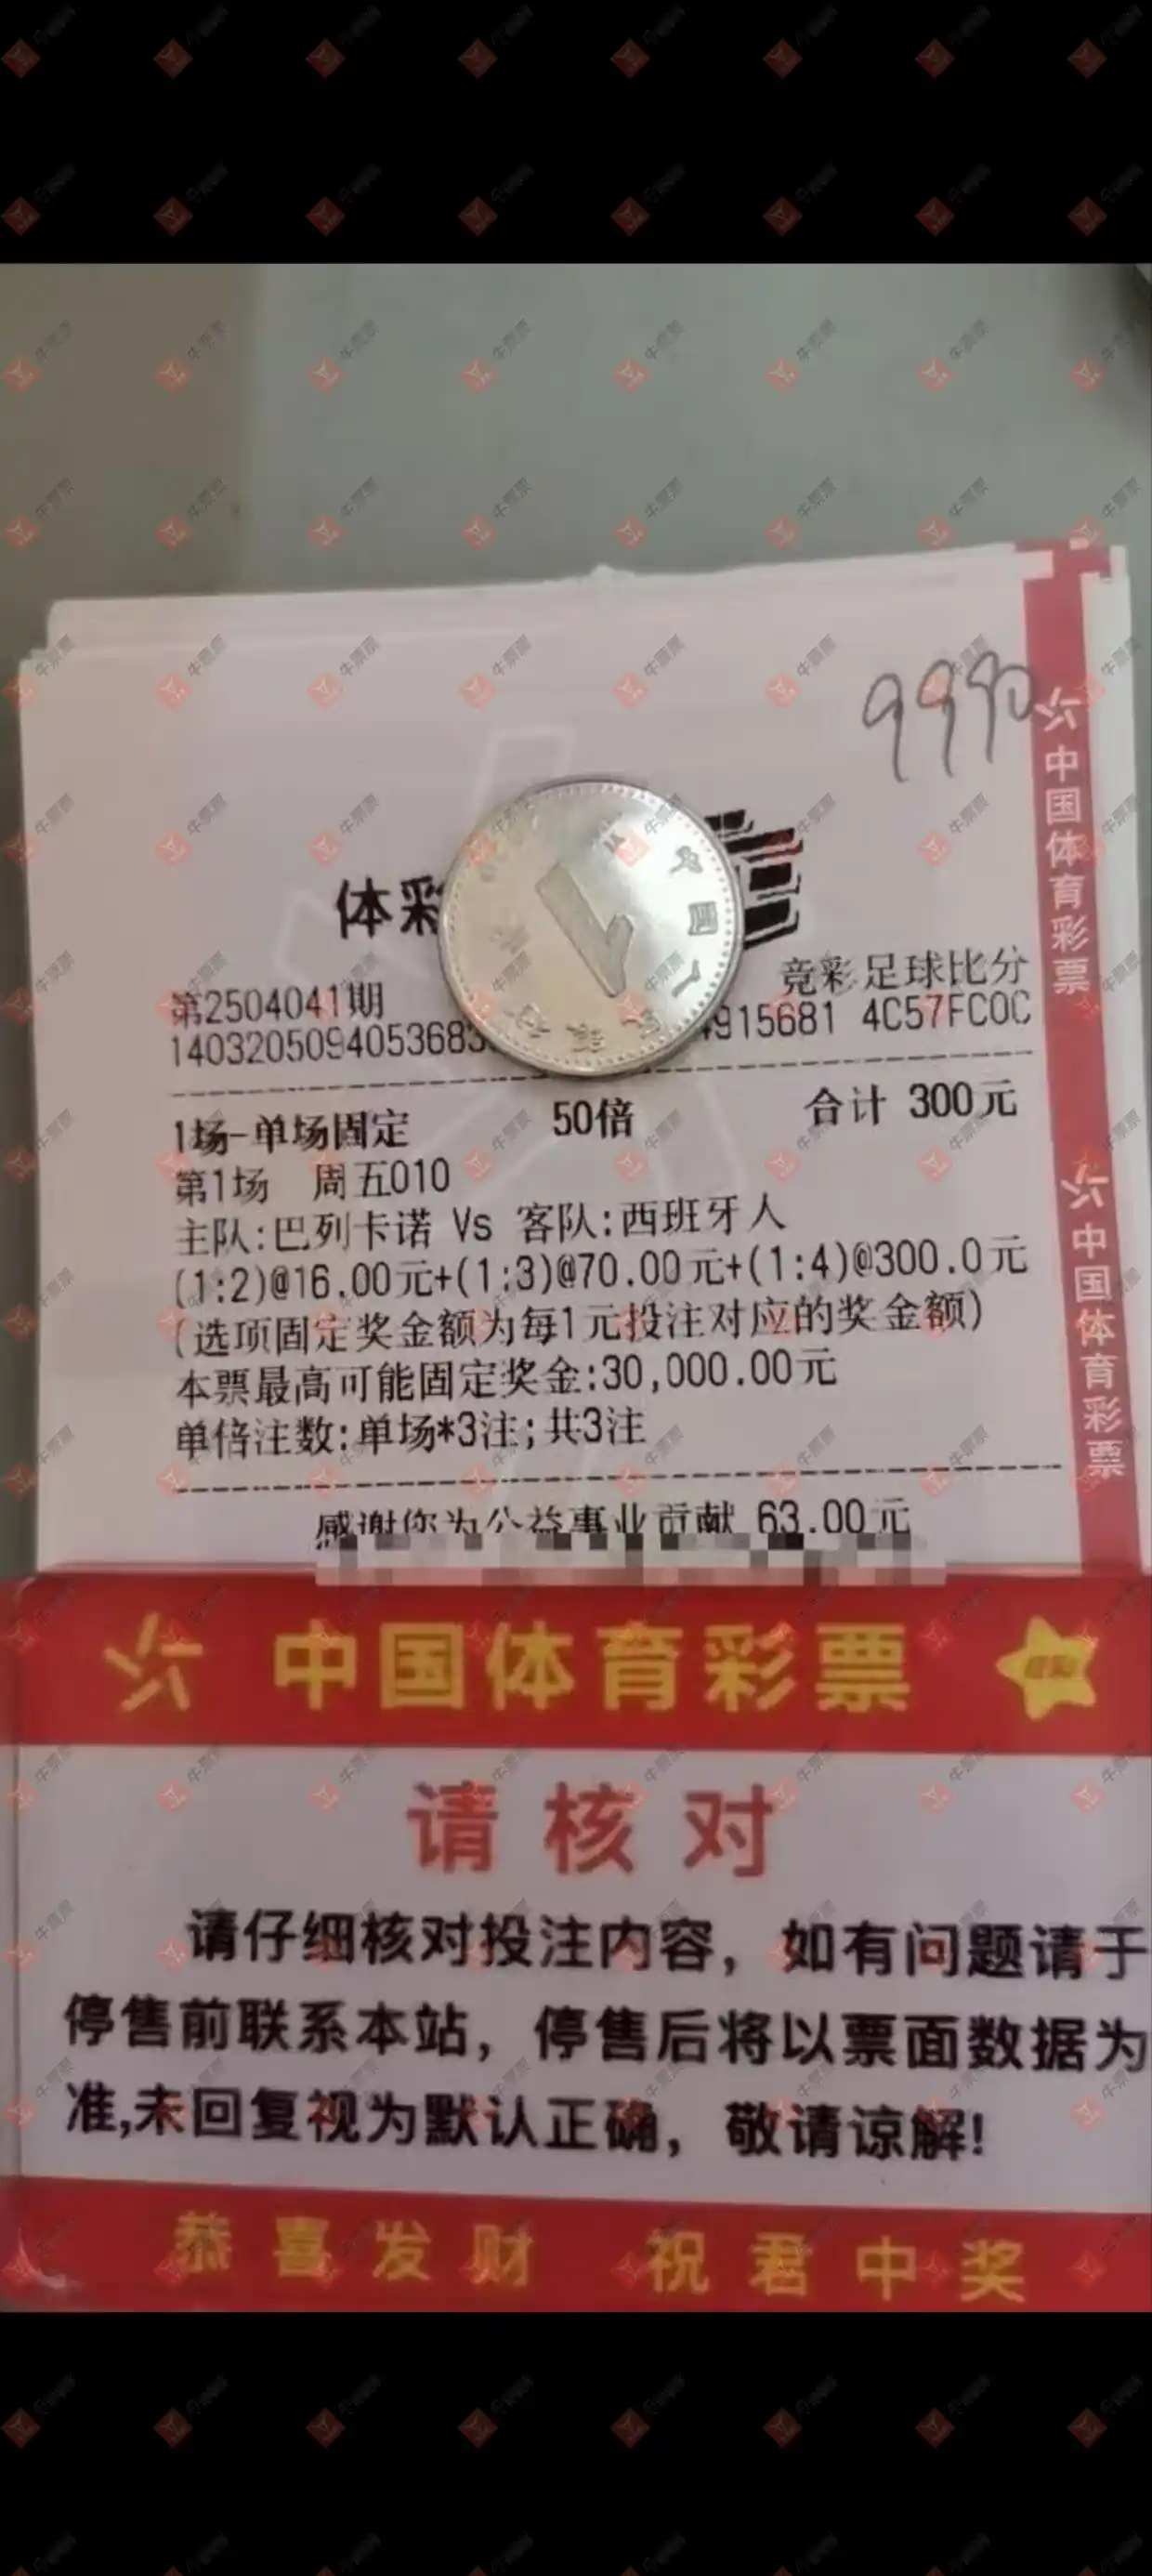 9990
体彩
竞彩足球比分
第2504041期
140320509405368 4915681 4C57FC0C
1场-单场固定 50倍 合计 300元
第1场 周五010
主队:巴列卡诺 Vs 客队:西班牙人
(1:2)@16.00元+(1:3)@70.00元+(1:4)@300.0元
(选项固定奖金额为每1元投注对应的奖金额)
本票最高可能固定奖金:30,000.00元
单倍注数:单场*3注;共3注
感谢你为公益事业贡献 63.00元
中国体育彩票
中国体育彩票
中国体育彩票
请核对
请仔细核对投注内容，如有问题请于
停售前联系本站，停售后将以票面数据为
准,未回复视为默认正确，敬请谅解!
恭喜发财 祝君中奖
牛票票